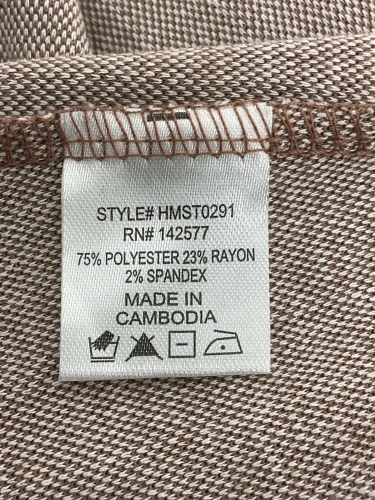 STYLE# HMST0291
RN# 142577
75% POLYESTER 23% RAYON
2% SPANDEX
MADE IN
CAMBODIA